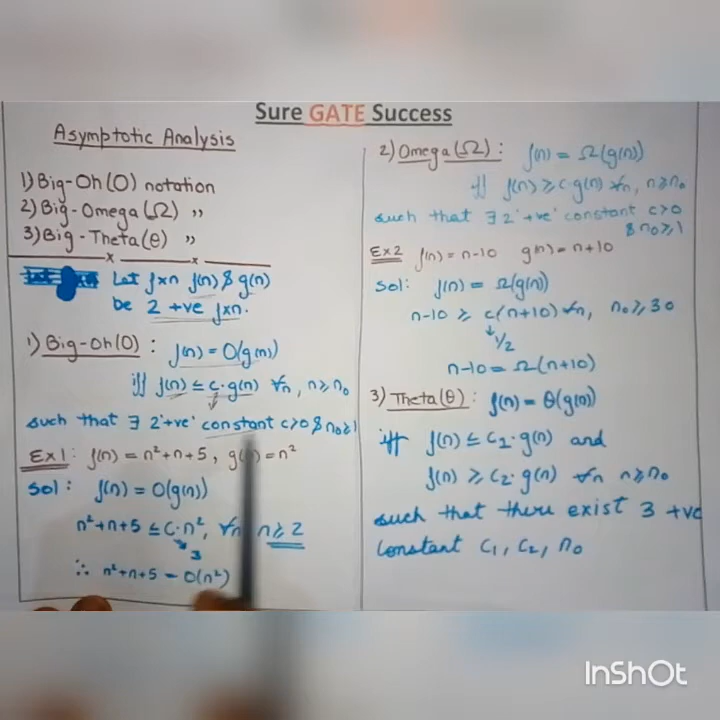 Sure GATE Success
Asymptotic Analysis
1) Big-Oh(O) notation
2) Big-Omega(Ω) ,,
3) Big-Theta(θ) ,,
x x
Let fxn f(n) & g(n)
be 2 +ve fxn.
1) Big-Oh(O) : f(n) = O(g(n))
iff f(n) ≤ c.g(n) ∀n, n≥n₀
such that ∃ 2 '+ve' constant c>0 & n₀≥1
Ex1: f(n) = n²+n+5, g(n) = n²
Sol: f(n) = O(g(n))
n²+n+5 ≤ C.n², ∀n n≥2
3
∴ n²+n+5 = O(n²)
2) Omega(Ω) : f(n) = Ω(g(n))
iff f(n) ≥ c.g(n) ∀n, n≥n₀
such that ∃ 2 '+ve' constant c>0
& n₀≥1
Ex2 f(n) = n-10 g(n) = n+10
Sol: f(n) = Ω(g(n))
n-10 ≥ c(n+10) ∀n, n₀≥30
1/2
n-10 = Ω(n+10)
3) Theta(θ) : f(n) = θ(g(n))
iff f(n) ≤ C₁.g(n) and
f(n) ≥ C₂.g(n) ∀n n≥n₀
such that there exist 3 +ve
constant C₁, C₂, n₀
InShOt